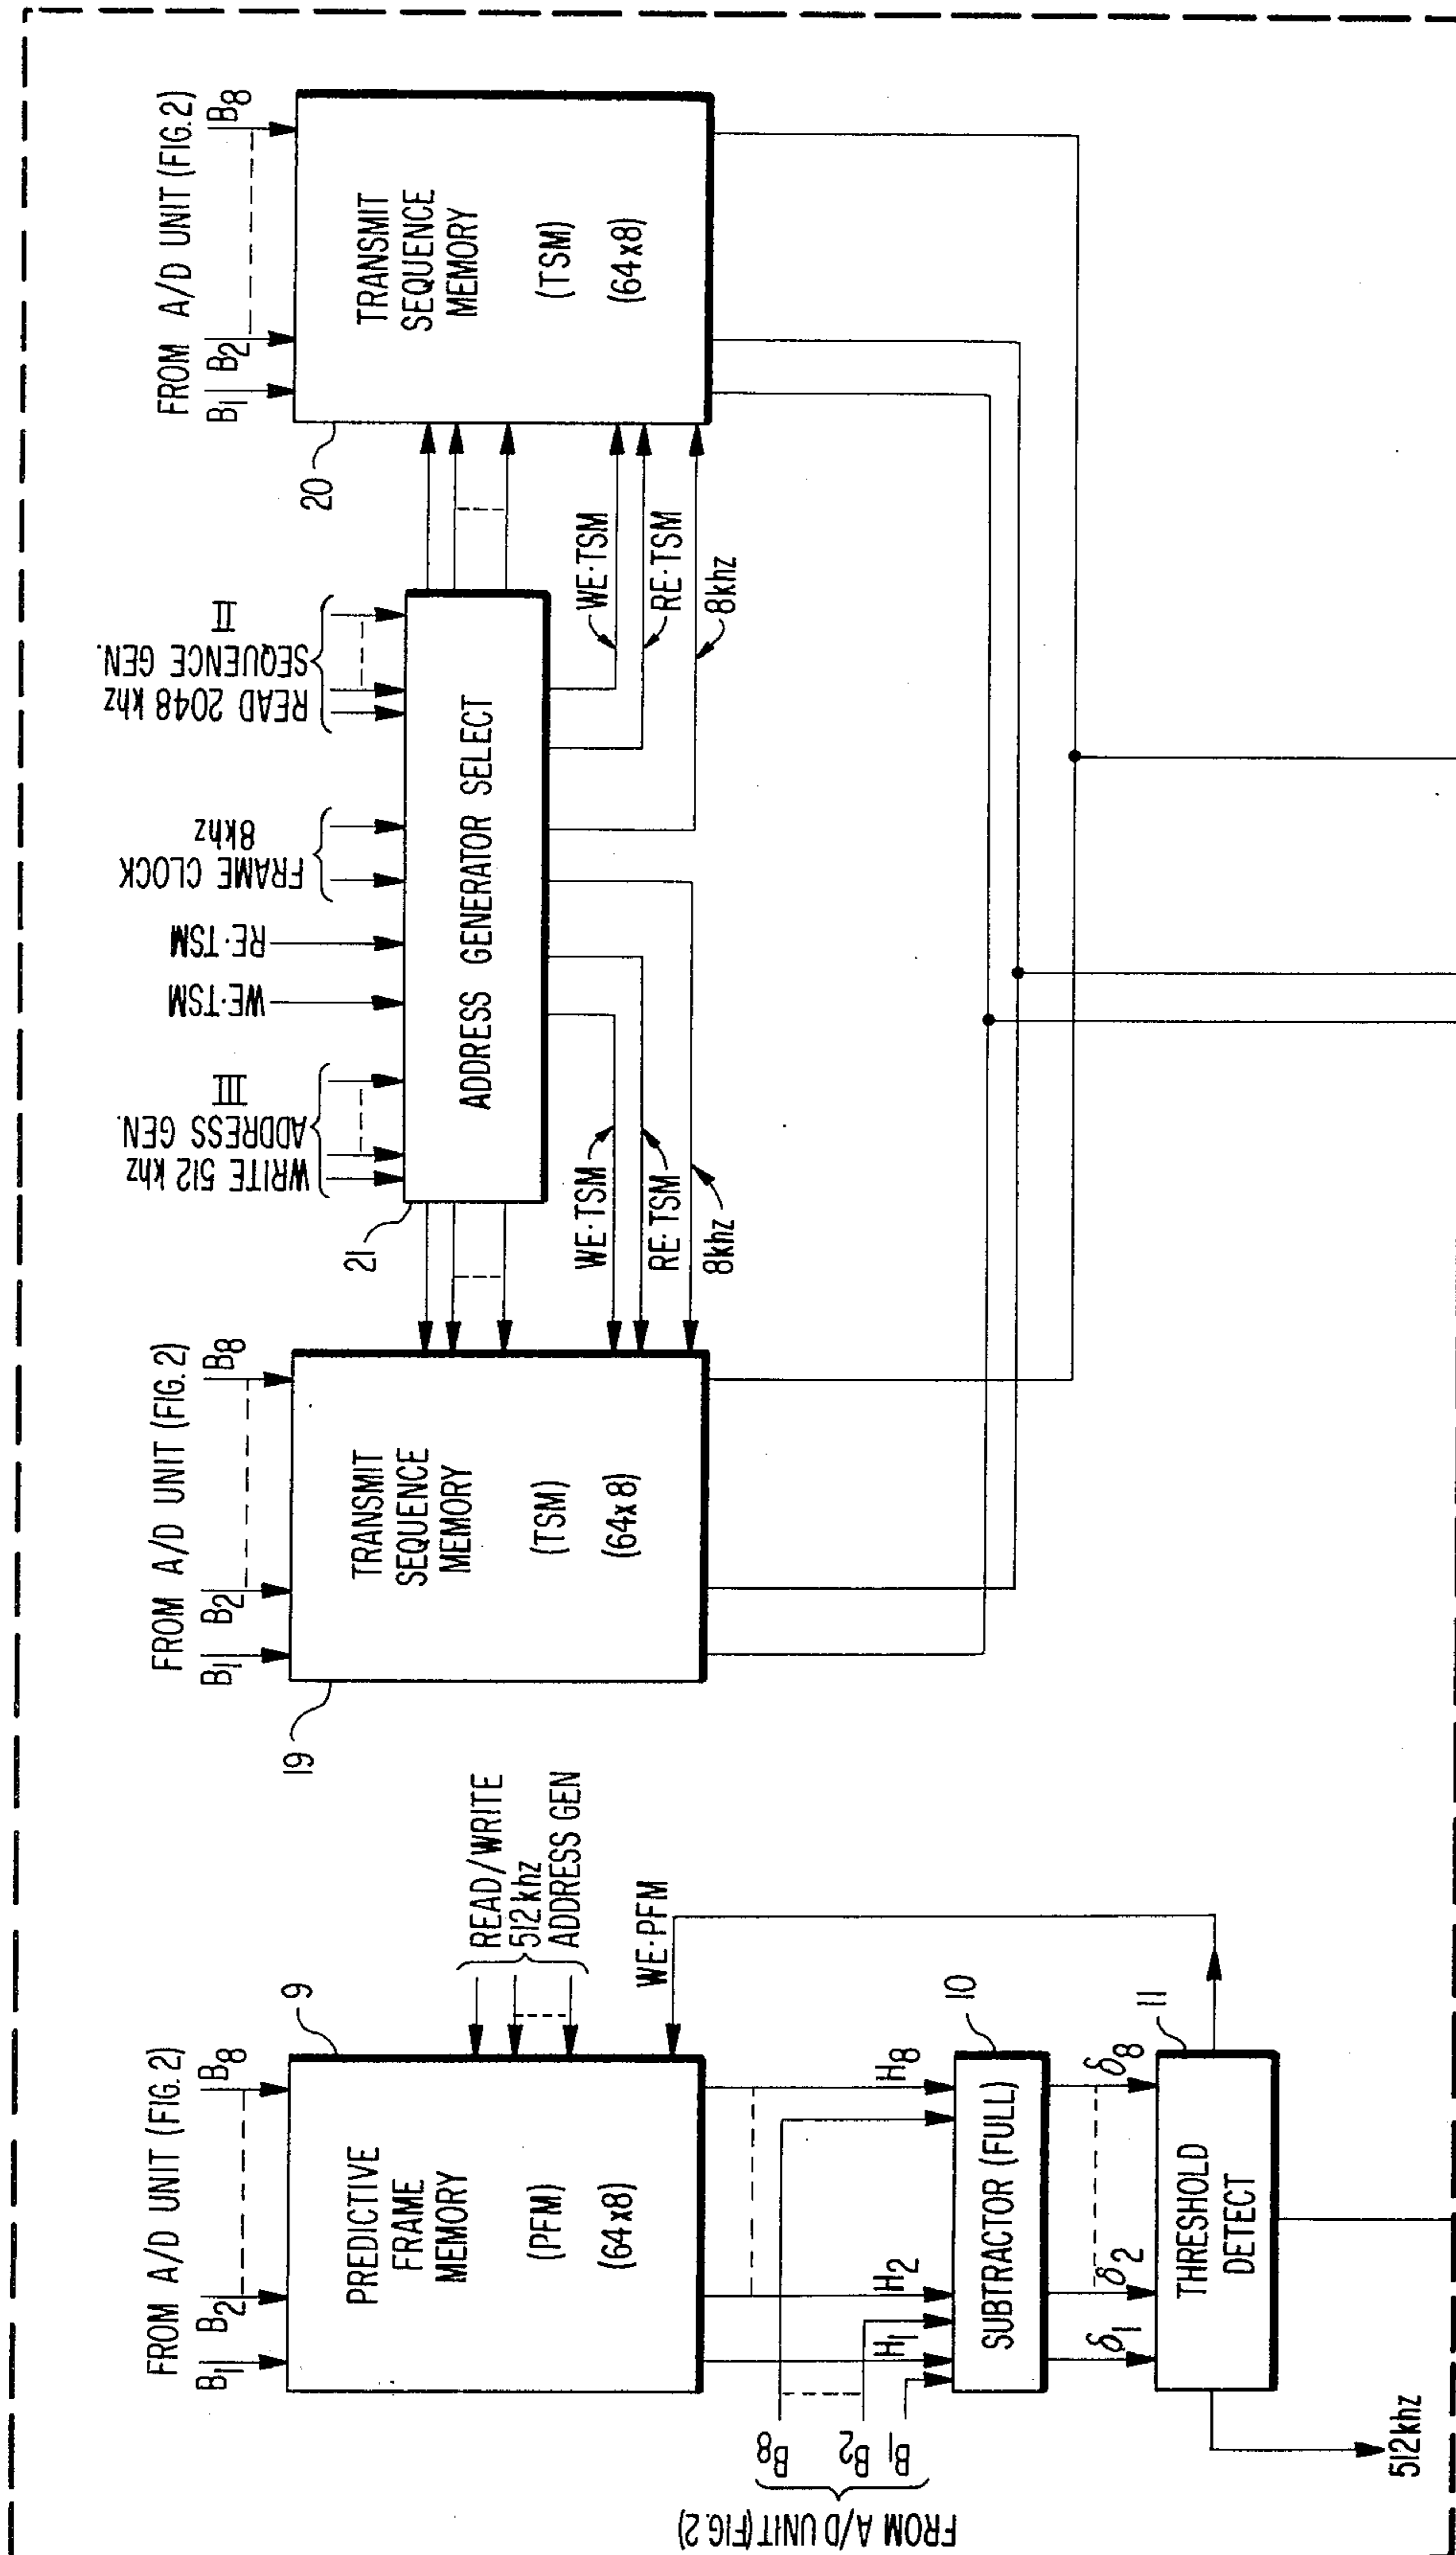 FROM A/D UNIT (FIG. 2)
B1 B2 B8
9
PREDICTIVE
FRAME
MEMORY
(PFM)
(64x8)
READ/WRITE
512 khz
ADDRESS GEN
WE·PFM
FROM A/D UNIT (FIG. 2)
B8
B2
B1
H1 H2 H8
10
SUBTRACTOR (FULL)
δ1 δ2 δ8
11
THRESHOLD
DETECT
512khz
FROM A/D UNIT (FIG. 2)
B1 B2 B8
19
TRANSMIT
SEQUENCE
MEMORY
(TSM)
(64x8)
WRITE 512 khz
ADDRESS GEN.
III
WE·TSM
RE·TSM
FRAME CLOCK
8khz
READ 2048 khz
SEQUENCE GEN.
II
21
ADDRESS GENERATOR SELECT
WE·TSM
RE·TSM
8khz
WE·TSM
RE·TSM
8khz
FROM A/D UNIT (FIG. 2)
B1 B2 B8
20
TRANSMIT
SEQUENCE
MEMORY
(TSM)
(64x8)